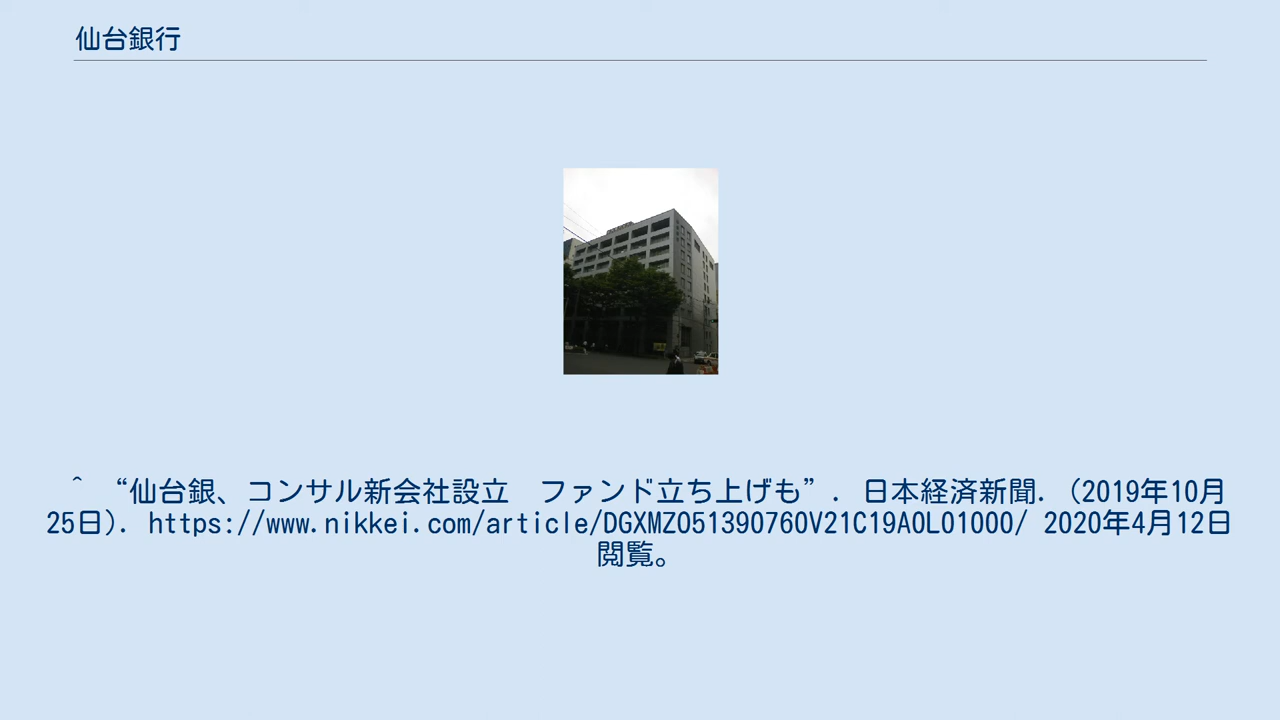 仙台銀行
^ “仙台銀、コンサル新会社設立　ファンド立ち上げも”. 日本経済新聞. (2019年10月
25日). https://www.nikkei.com/article/DGXMZO51390760V21C19A0L01000/ 2020年4月12日
閲覧。